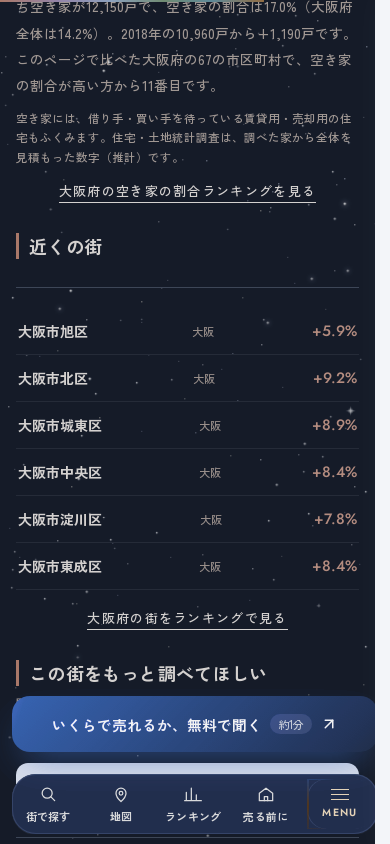 ち空き家が12,150戸で、空き家の割合は17.0%（大阪府
全体は14.2%）。2018年の10,960戸から+1,190戸です。
このページで比べた大阪府の67の市区町村で、空き家
の割合が高い方から11番目です。
空き家には、借り手・買い手を待っている賃貸用・売却用の住
宅もふくみます。住宅・土地統計調査は、調べた家から全体を
見積もった数字（推計）です。
大阪府の空き家の割合ランキングを見る
近くの街
大阪市旭区 大阪 +5.9%
大阪市北区 大阪 +9.2%
大阪市城東区 大阪 +8.9%
大阪市中央区 大阪 +8.4%
大阪市淀川区 大阪 +7.8%
大阪市東成区 大阪 +8.4%
大阪府の街をランキングで見る
この街をもっと調べてほしい
いくらで売れるか、無料で聞く 約1分
街で探す 地図 ランキング 売る前に MENU